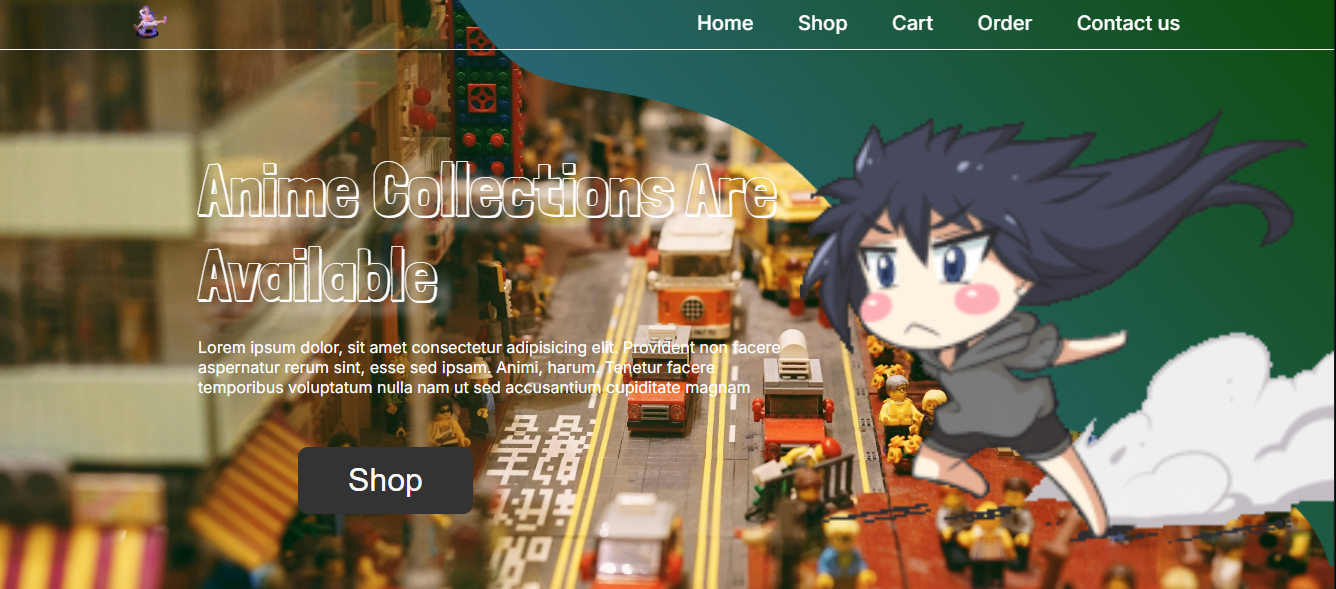 Home Shop Cart Order Contact us
Anime Collections Are
Available
Lorem ipsum dolor, sit amet consectetur adipisicing elit. Provident non facere
aspernatur rerum sint, esse sed ipsam. Animi, harum. Tenetur facere
temporibus voluptatum nulla nam ut sed accusantium cupiditate magnam
Shop